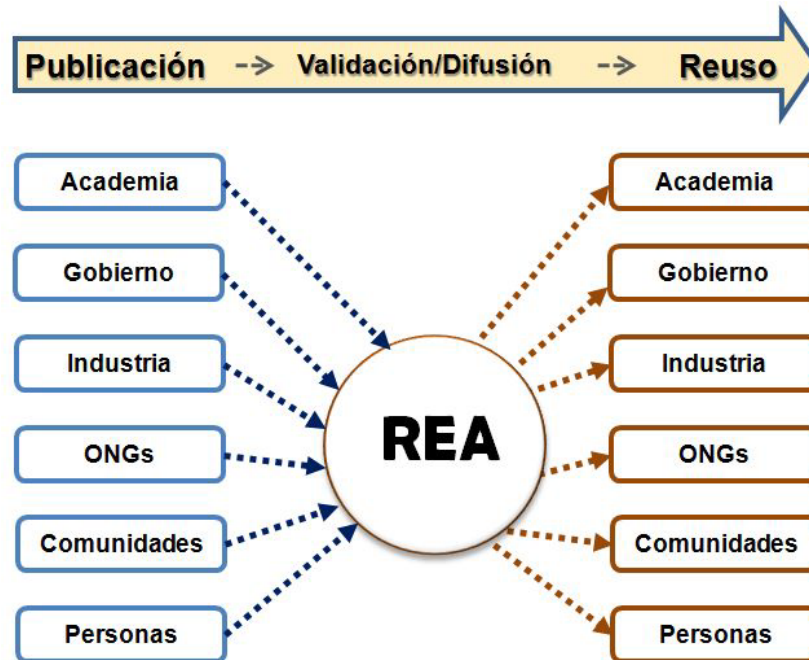 Publicación --> Validación/Difusión --> Reuso
Academia
Gobierno
Industria
ONGs
Comunidades
Personas
REA
Academia
Gobierno
Industria
ONGs
Comunidades
Personas